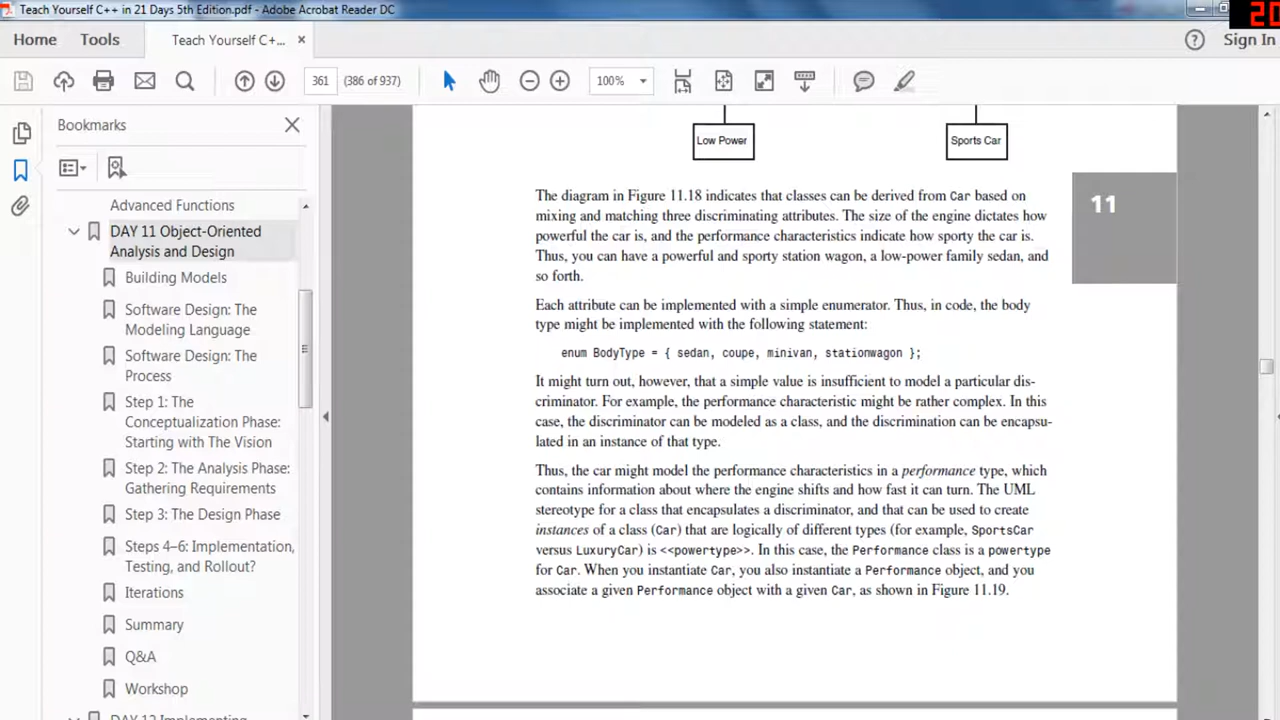 Teach Yourself C++ in 21 Days 5th Edition.pdf - Adobe Acrobat Reader DC
20
Home
Tools
Teach Yourself C+...
Sign In
361
(386 of 937)
100%
Bookmarks
Advanced Functions
DAY 11 Object-Oriented
Analysis and Design
Building Models
Software Design: The
Modeling Language
Software Design: The
Process
Step 1: The
Conceptualization Phase:
Starting with The Vision
Step 2: The Analysis Phase:
Gathering Requirements
Step 3: The Design Phase
Steps 4–6: Implementation,
Testing, and Rollout?
Iterations
Summary
Q&A
Workshop
DAY 12 Implementing
Low Power
Sports Car
11
The diagram in Figure 11.18 indicates that classes can be derived from Car based on
mixing and matching three discriminating attributes. The size of the engine dictates how
powerful the car is, and the performance characteristics indicate how sporty the car is.
Thus, you can have a powerful and sporty station wagon, a low-power family sedan, and
so forth.
Each attribute can be implemented with a simple enumerator. Thus, in code, the body
type might be implemented with the following statement:
enum BodyType = { sedan, coupe, minivan, stationwagon };
It might turn out, however, that a simple value is insufficient to model a particular dis-
criminator. For example, the performance characteristic might be rather complex. In this
case, the discriminator can be modeled as a class, and the discrimination can be encapsu-
lated in an instance of that type.
Thus, the car might model the performance characteristics in a performance type, which
contains information about where the engine shifts and how fast it can turn. The UML
stereotype for a class that encapsulates a discriminator, and that can be used to create
instances of a class (Car) that are logically of different types (for example, SportsCar
versus LuxuryCar) is <<powertype>>. In this case, the Performance class is a powertype
for Car. When you instantiate Car, you also instantiate a Performance object, and you
associate a given Performance object with a given Car, as shown in Figure 11.19.